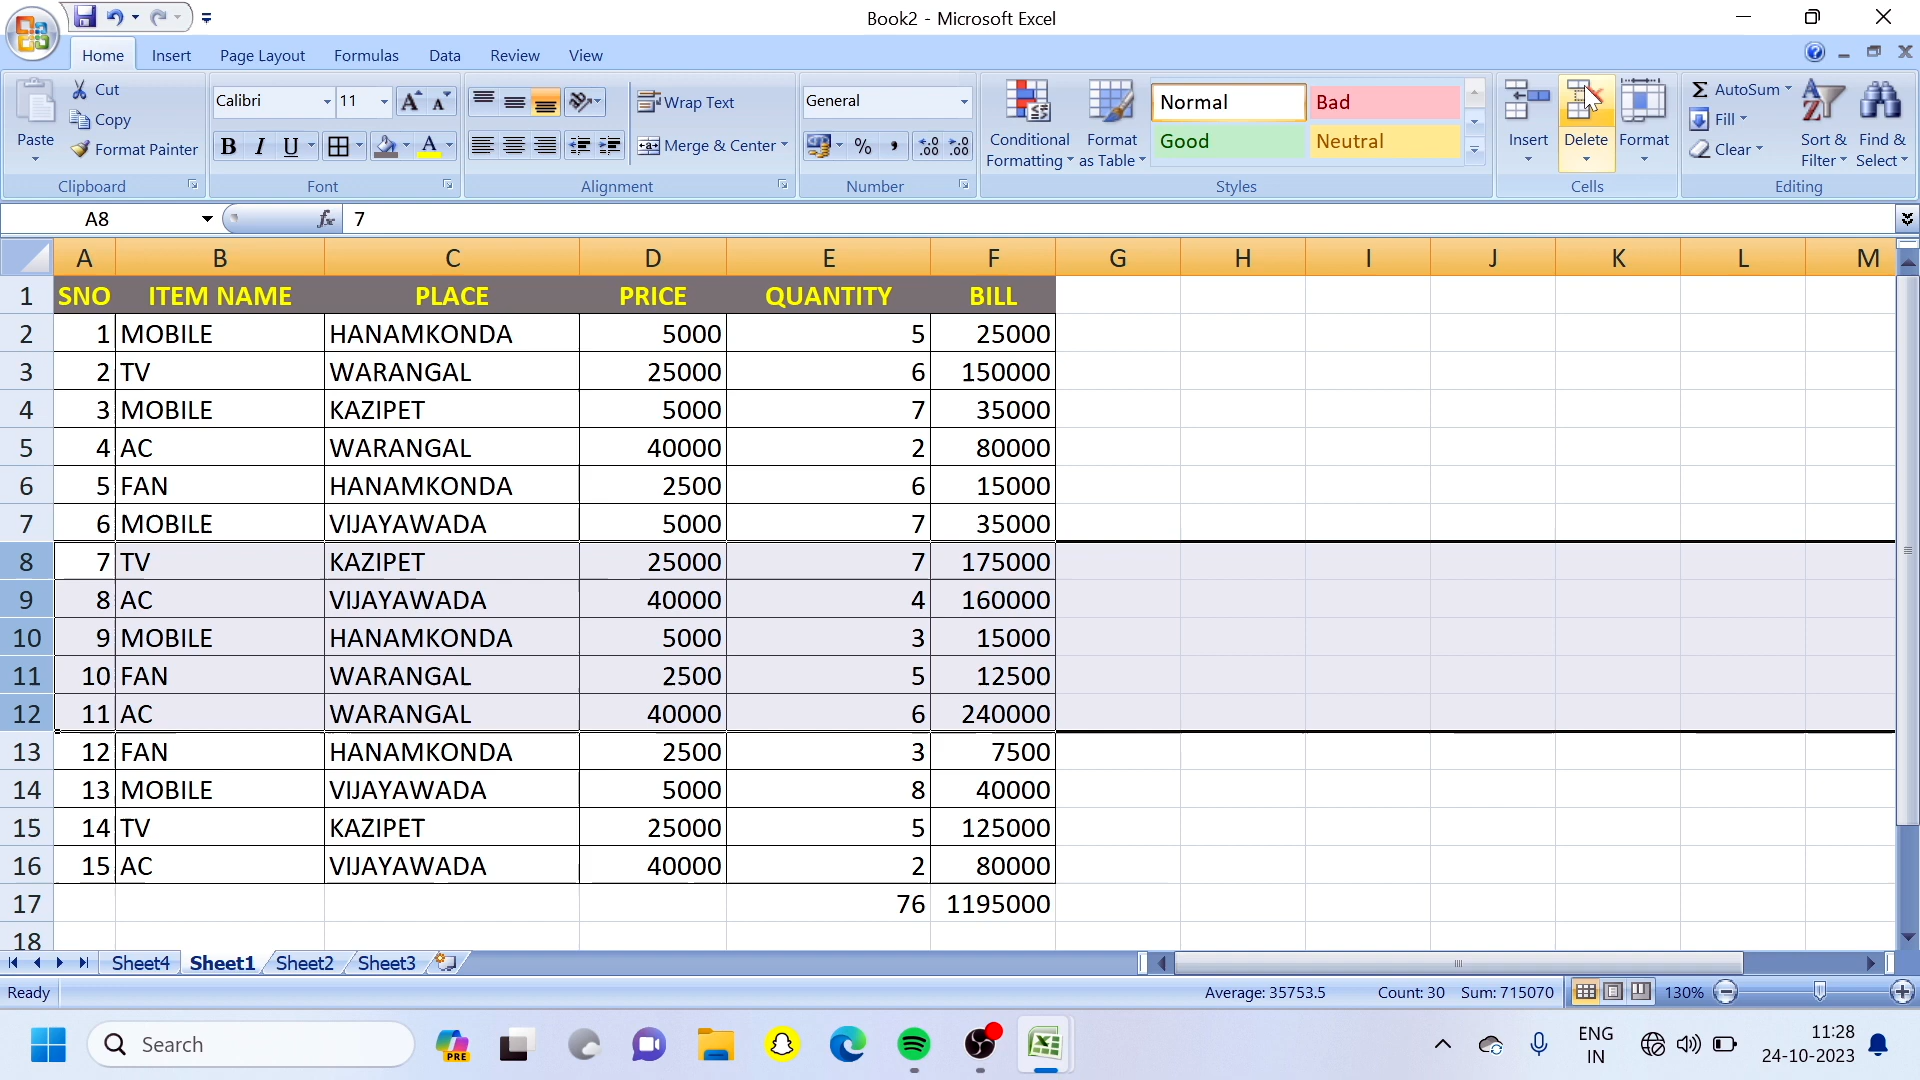 Book2 - Microsoft Excel
Home Insert Page Layout Formulas Data Review View
Cut
Copy
Format Painter
Paste
Clipboard
Calibri 11
B I U A
Font
Wrap Text
Merge & Center
Alignment
General
% ,
Number
Conditional Formatting
Format as Table
Normal Bad
Good Neutral
Styles
Insert Delete Format
Cells
Σ AutoSum
Fill
Clear
Sort & Filter
Find & Select
Editing
A8 fx 7
A B C D E F G H I J K L M
1 SNO ITEM NAME PLACE PRICE QUANTITY BILL
2 1 MOBILE HANAMKONDA 5000 5 25000
3 2 TV WARANGAL 25000 6 150000
4 3 MOBILE KAZIPET 5000 7 35000
5 4 AC WARANGAL 40000 2 80000
6 5 FAN HANAMKONDA 2500 6 15000
7 6 MOBILE VIJAYAWADA 5000 7 35000
8 7 TV KAZIPET 25000 7 175000
9 8 AC VIJAYAWADA 40000 4 160000
10 9 MOBILE HANAMKONDA 5000 3 15000
11 10 FAN WARANGAL 2500 5 12500
12 11 AC WARANGAL 40000 6 240000
13 12 FAN HANAMKONDA 2500 3 7500
14 13 MOBILE VIJAYAWADA 5000 8 40000
15 14 TV KAZIPET 25000 5 125000
16 15 AC VIJAYAWADA 40000 2 80000
17 76 1195000
18
Sheet4 Sheet1 Sheet2 Sheet3
Ready Average: 35753.5 Count: 30 Sum: 715070 130%
Search PRE ENG IN 11:28 24-10-2023